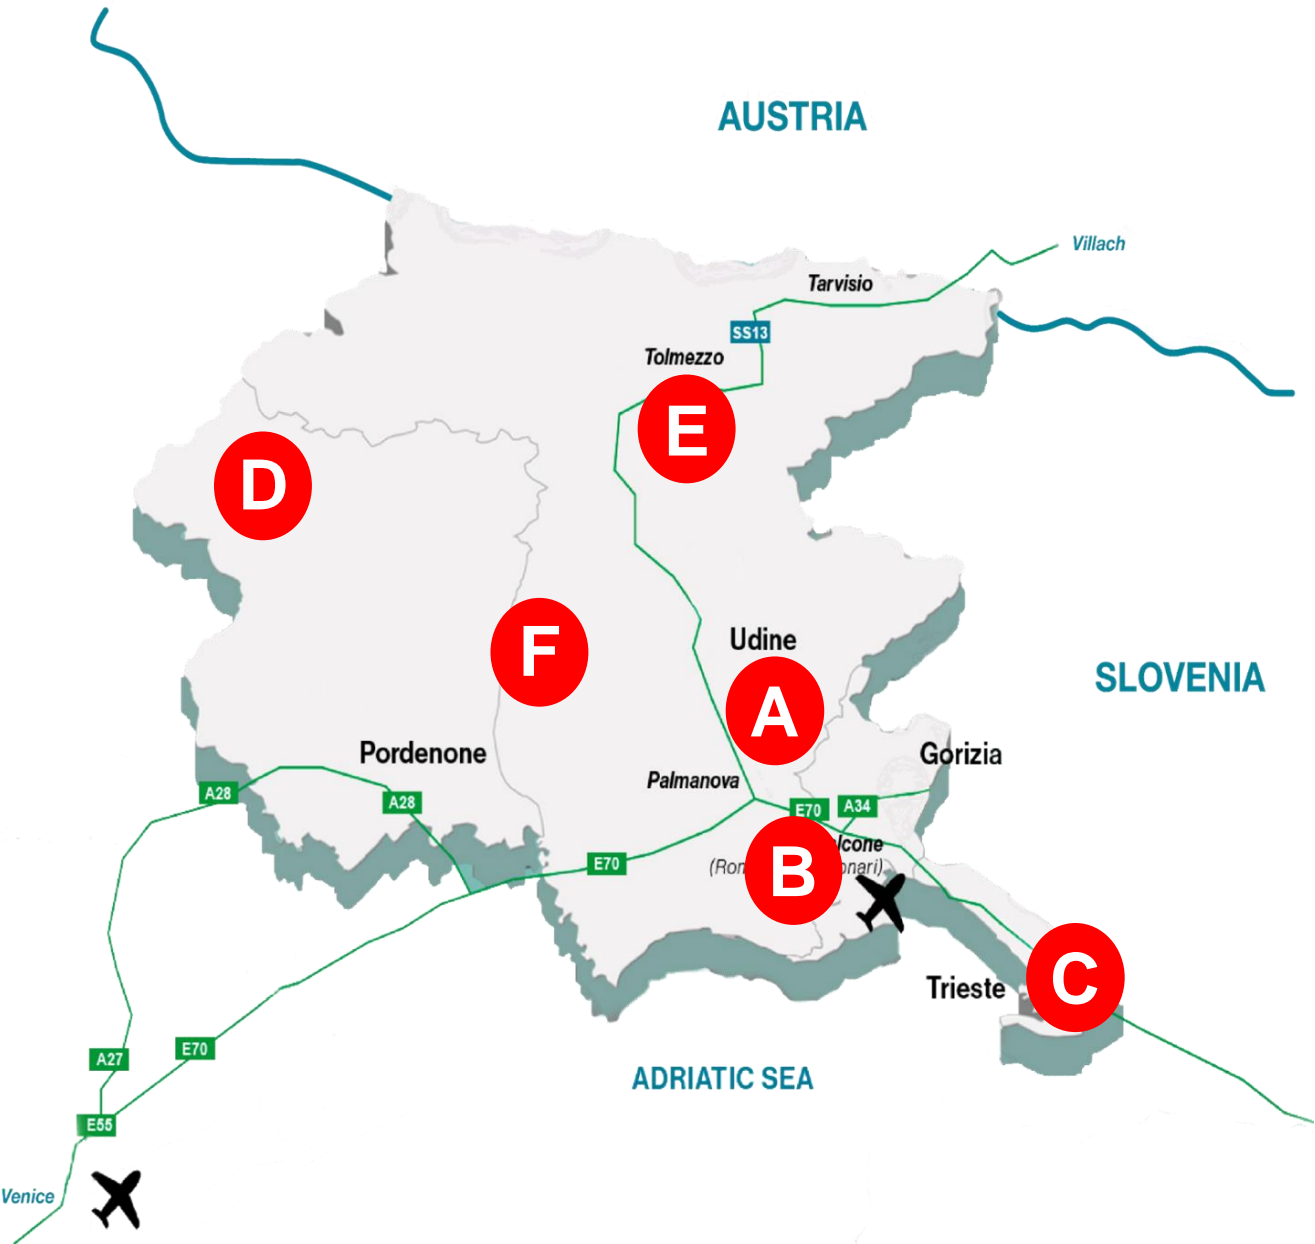 AUSTRIA
Villach
Tarvisio
SS13
Tolmezzo
E
D
F
Udine
SLOVENIA
A
Pordenone
Gorizia
Palmanova
A28
A28
E70
A34
E70
B
C
Trieste
E70
A27
ADRIATIC SEA
E55
Venice